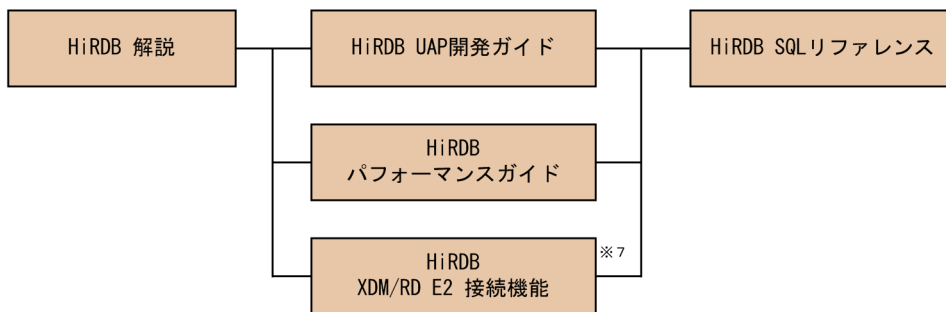 HiRDB 解説
HiRDB UAP開発ガイド
HiRDB SQLリファレンス
HiRDB
パフォーマンスガイド
HiRDB
XDM/RD E2 接続機能
※7